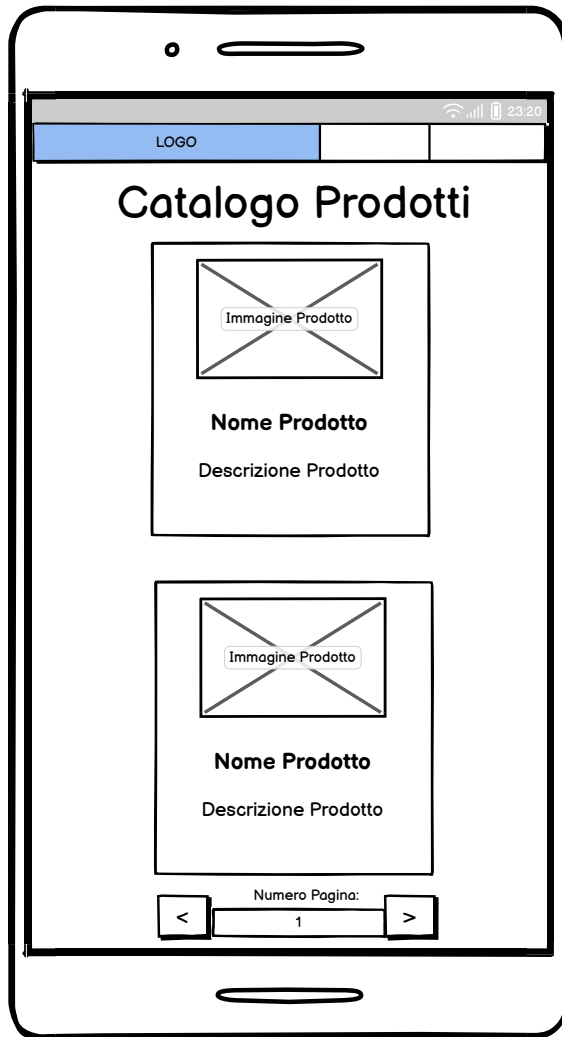 23:20
LOGO
Catalogo Prodotti
Immagine Prodotto
Nome Prodotto
Descrizione Prodotto
Immagine Prodotto
Nome Prodotto
Descrizione Prodotto
Numero Pagina:
< 1 >